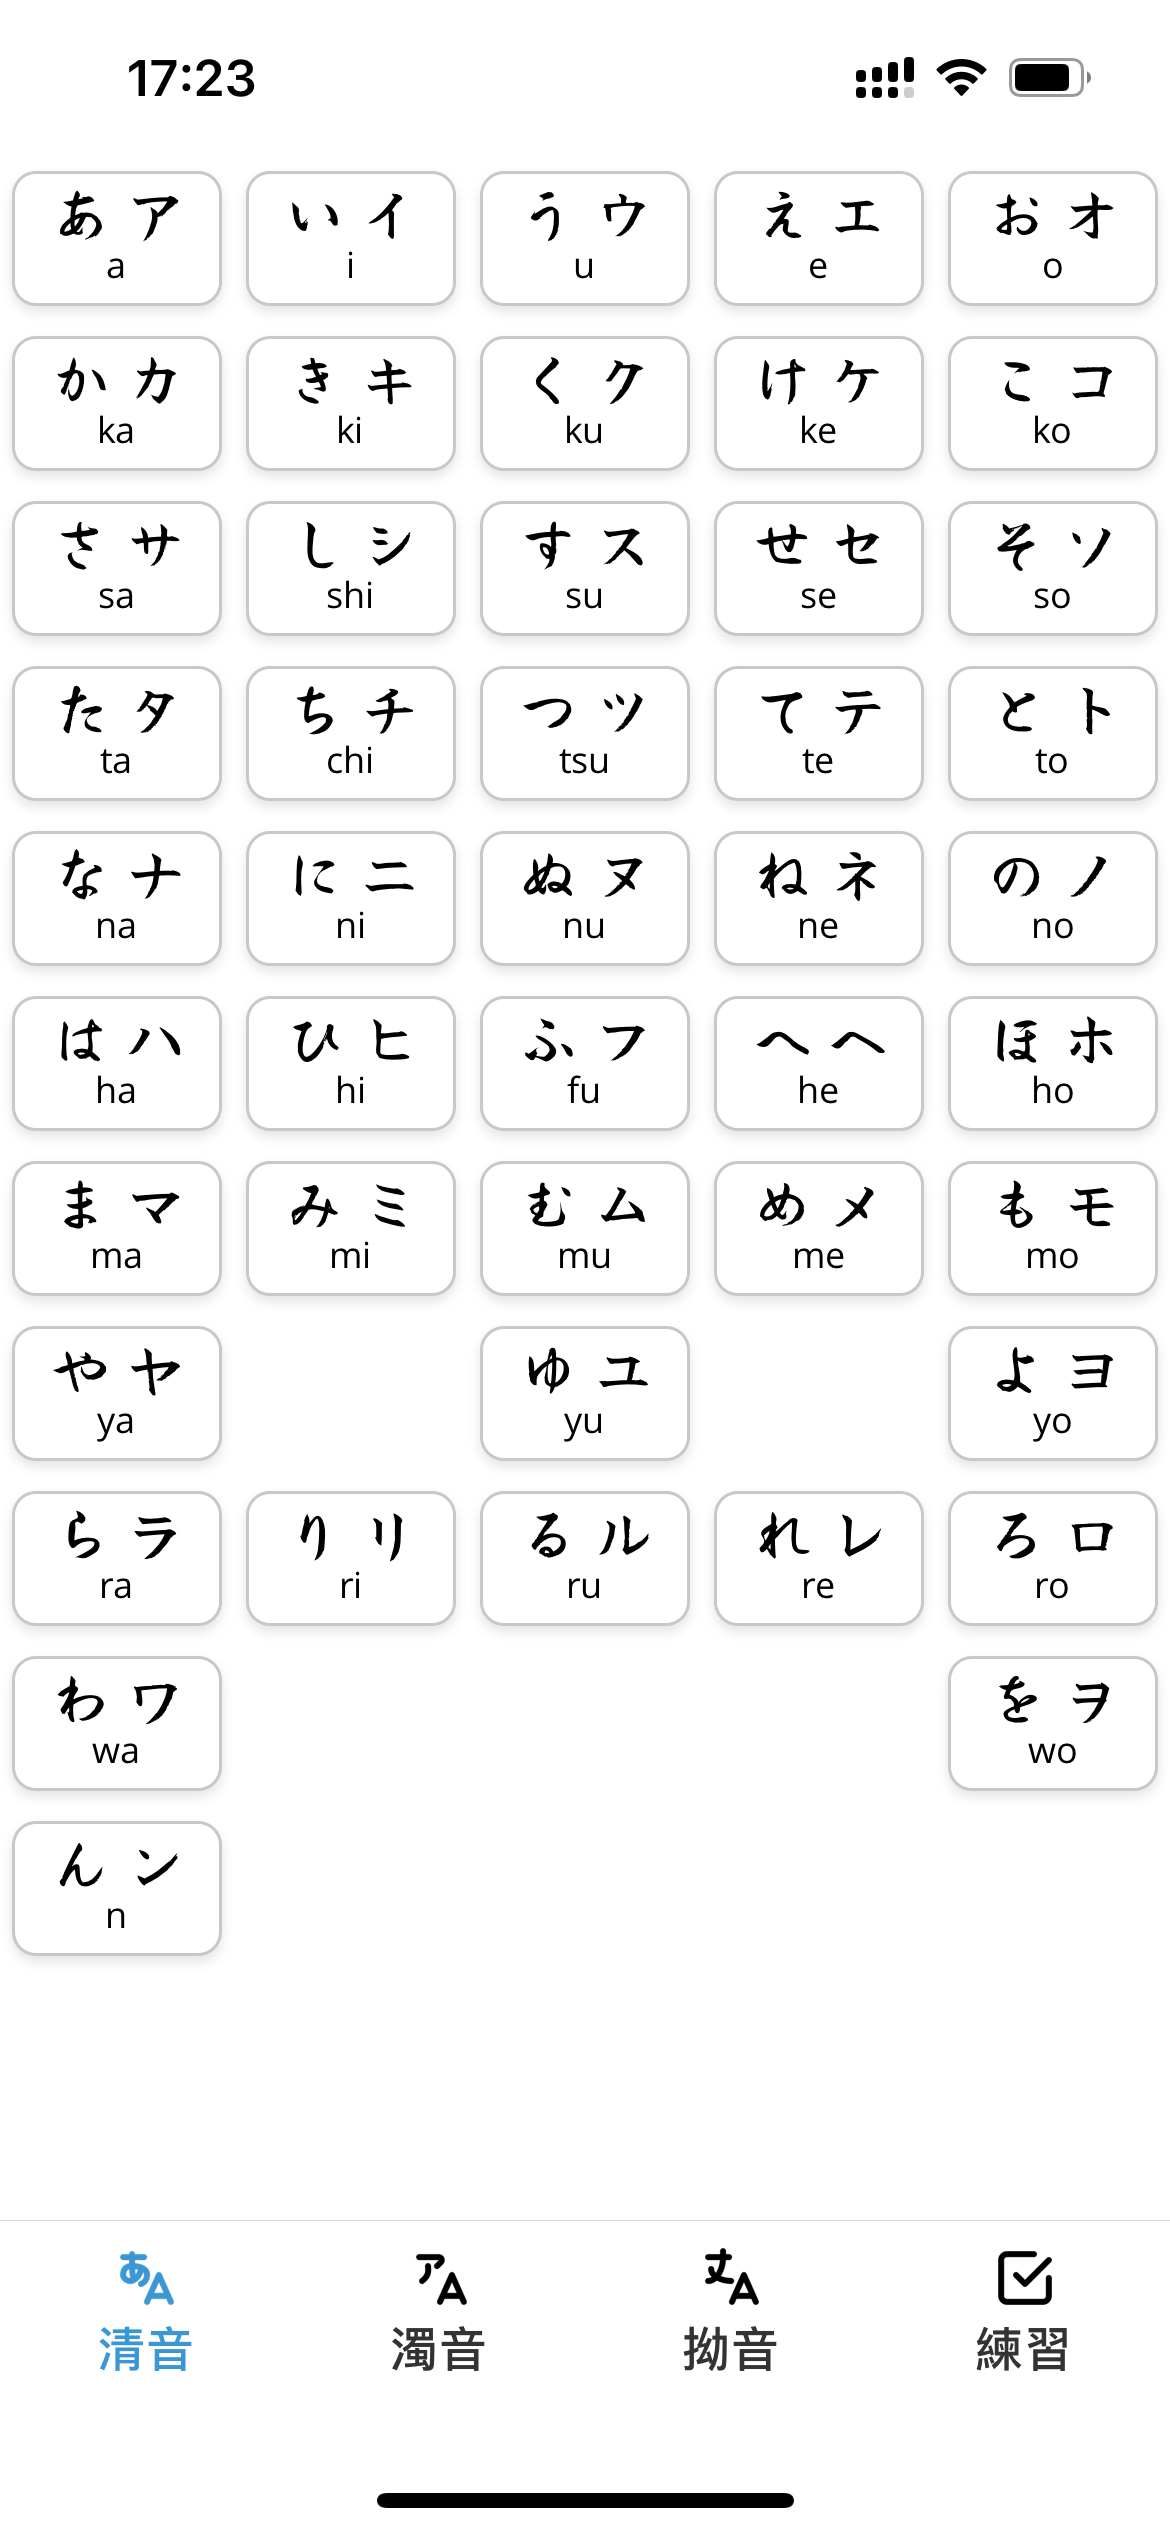 17:23
あ ア い イ う ウ え エ お オ
a i u e o
か カ き キ く ク け ケ こ コ
ka ki ku ke ko
さ サ し シ す ス せ セ そ ソ
sa shi su se so
た タ ち チ つ ツ て テ と ト
ta chi tsu te to
な ナ に ニ ぬ ヌ ね ネ の ノ
na ni nu ne no
は ハ ひ ヒ ふ フ へ ヘ ほ ホ
ha hi fu he ho
ま マ み ミ む ム め メ も モ
ma mi mu me mo
や ヤ ゆ ユ よ ヨ
ya yu yo
ら ラ り リ る ル れ レ ろ ロ
ra ri ru re ro
わ ワ を ヲ
wa wo
ん ン
n
清音 濁音 拗音 練習